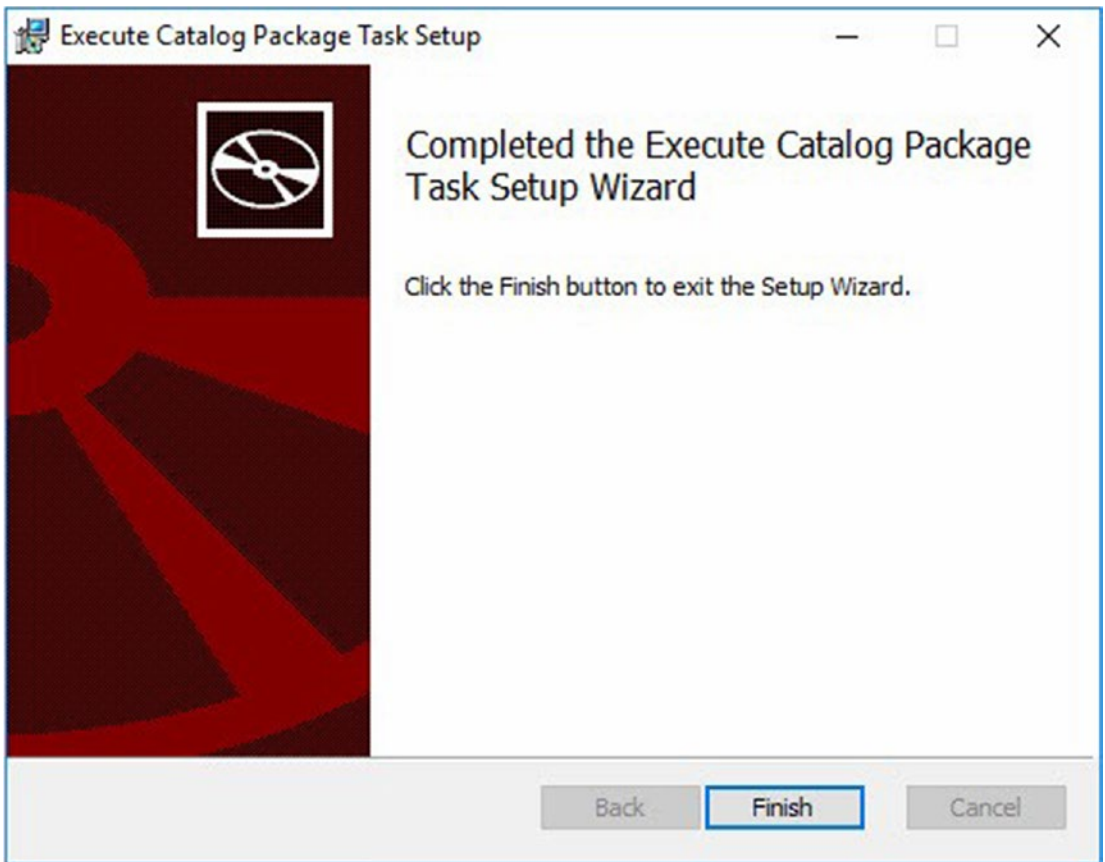 Execute Catalog Package Task Setup
Completed the Execute Catalog Package
Task Setup Wizard
Click the Finish button to exit the Setup Wizard.
Back
Finish
Cancel